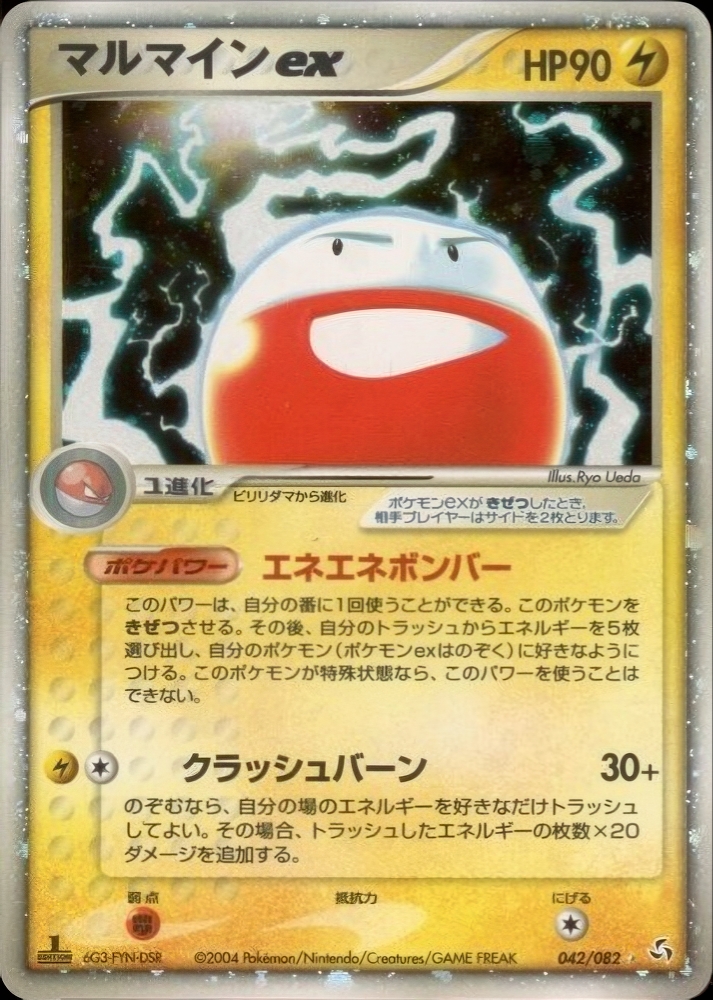 マルマインex HP90
Illus.Ryo Ueda
1進化 ビリリダマから進化
ポケモンexが きぜつしたとき、
相手プレイヤーはサイドを2枚とります。
ポケパワー エネエネボンバー
このパワーは、自分の番に1回使うことができる。このポケモンを
きぜつさせる。その後、自分のトラッシュからエネルギーを5枚
選び出し、自分のポケモン(ポケモンexはのぞく)に好きなように
つける。このポケモンが特殊状態なら、このパワーを使うことは
できない。
クラッシュバーン 30+
のぞむなら、自分の場のエネルギーを好きなだけトラッシュ
してよい。その場合、トラッシュしたエネルギーの枚数×20
ダメージを追加する。
弱点 抵抗力 にげる
1 EDITION 6G3-FYN-DSR ©2004 Pokémon/Nintendo/Creatures/GAME FREAK 042/082